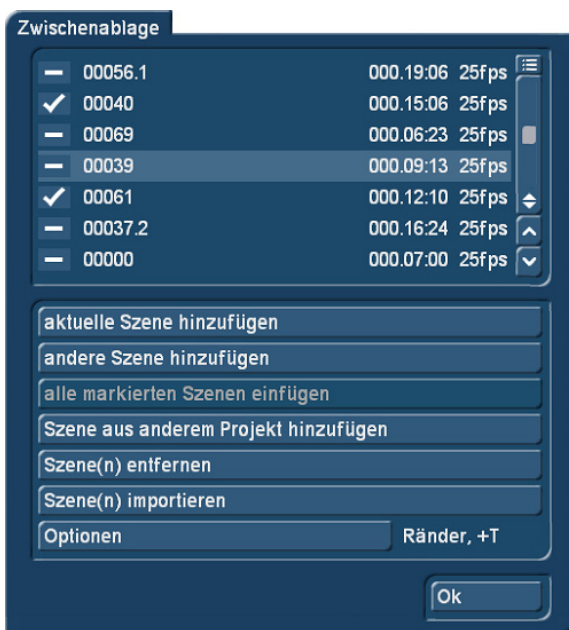 Zwischenablage
00056.1 000.19:06 25fps
00040 000.15:06 25fps
00069 000.06:23 25fps
00039 000.09:13 25fps
00061 000.12:10 25fps
00037.2 000.16:24 25fps
00000 000.07:00 25fps
aktuelle Szene hinzufügen
andere Szene hinzufügen
alle markierten Szenen einfügen
Szene aus anderem Projekt hinzufügen
Szene(n) entfernen
Szene(n) importieren
Optionen Ränder, +T
Ok